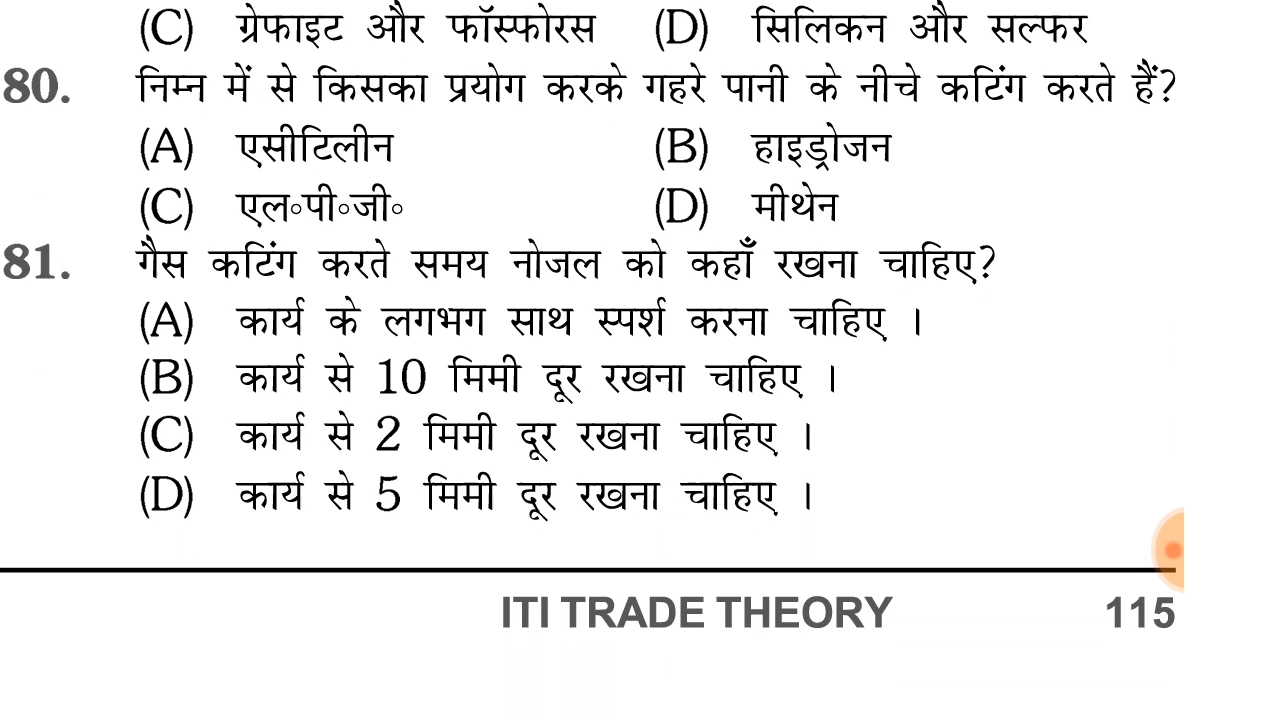 (C) ग्रेफाइट और फॉस्फोरस (D) सिलिकन और सल्फर
80. निम्न में से किसका प्रयोग करके गहरे पानी के नीचे कटिंग करते हैं?
(A) एसीटिलीन (B) हाइड्रोजन
(C) एल॰पी॰जी॰ (D) मीथेन
81. गैस कटिंग करते समय नोजल को कहाँ रखना चाहिए?
(A) कार्य के लगभग साथ स्पर्श करना चाहिए ।
(B) कार्य से 10 मिमी दूर रखना चाहिए ।
(C) कार्य से 2 मिमी दूर रखना चाहिए ।
(D) कार्य से 5 मिमी दूर रखना चाहिए ।
ITI TRADE THEORY 115